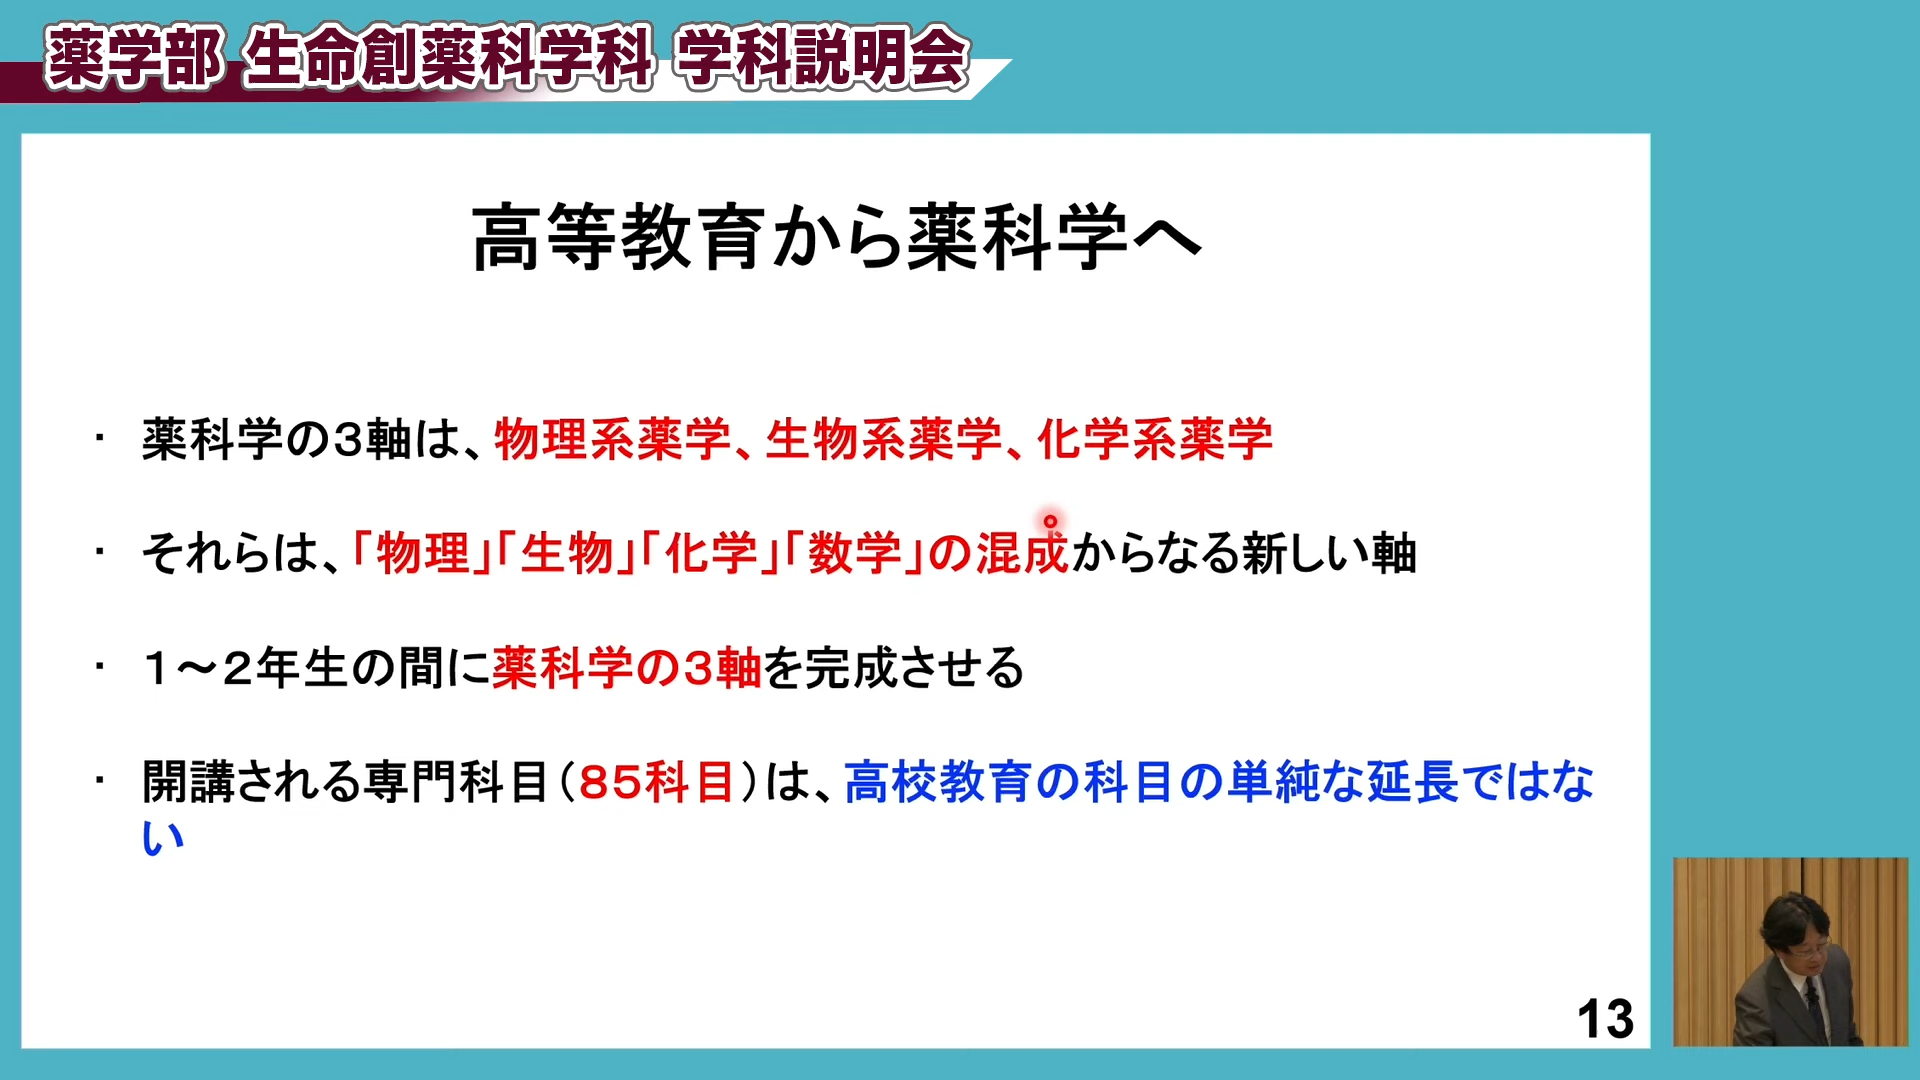 薬学部 生命創薬科学科 学科説明会
高等教育から薬科学へ
・ 薬科学の３軸は、物理系薬学、生物系薬学、化学系薬学
・ それらは、「物理」「生物」「化学」「数学」の混成からなる新しい軸
・ １～２年生の間に薬科学の３軸を完成させる
・ 開講される専門科目（８５科目）は、高校教育の科目の単純な延長ではな
い
13